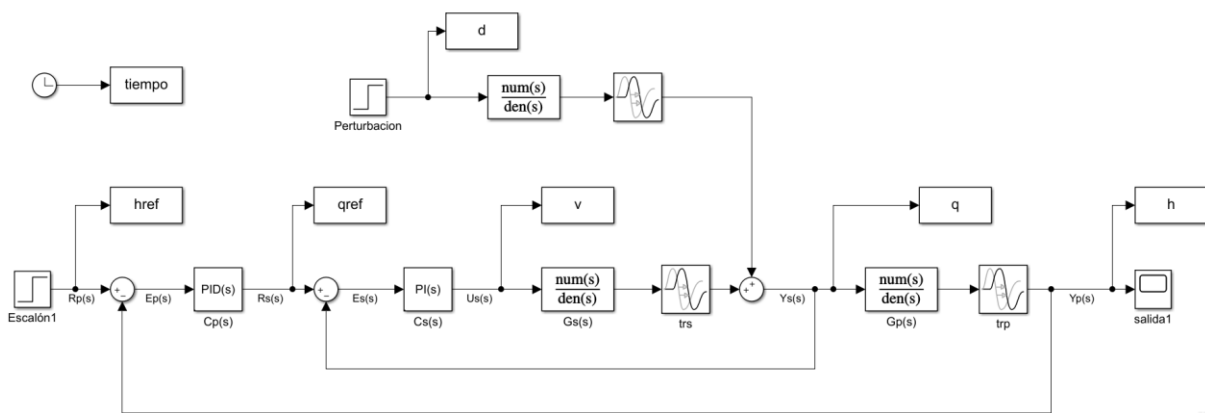 d
tiempo
num(s)
den(s)
Perturbacion
href
qref
v
q
h
+
−
PID(s)
+
−
PI(s)
num(s)
den(s)
+
+
num(s)
den(s)
Rp(s)
Ep(s)
Rs(s)
Es(s)
Us(s)
Ys(s)
Yp(s)
Escalón1
Cp(s)
Cs(s)
Gs(s)
trs
Gp(s)
trp
salida1